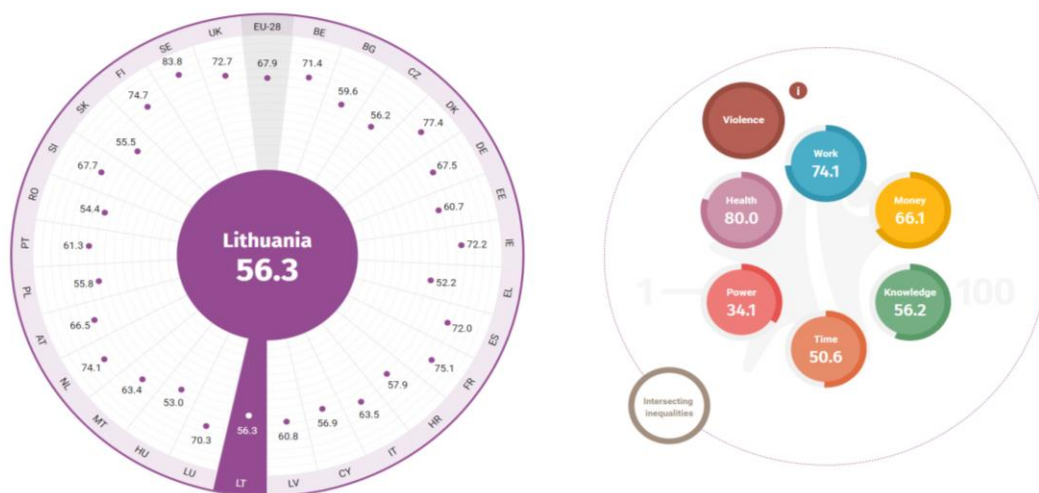 EU-28
67.9
BE
71.4
BG
59.6
CZ
56.2
DK
77.4
DE
67.5
EE
60.7
IE
72.2
EL
52.2
ES
72.0
FR
75.1
HR
57.9
IT
63.5
CY
56.9
LV
60.8
LT
56.3
LU
70.3
HU
53.0
MT
63.4
NL
74.1
AT
66.5
PL
55.8
PT
61.3
RO
54.4
SI
67.7
SK
55.5
FI
74.7
SE
83.8
UK
72.7
Lithuania
56.3
Violence
i
Work
74.1
Health
80.0
Money
66.1
1
100
Power
34.1
Knowledge
56.2
Time
50.6
Intersecting
inequalities